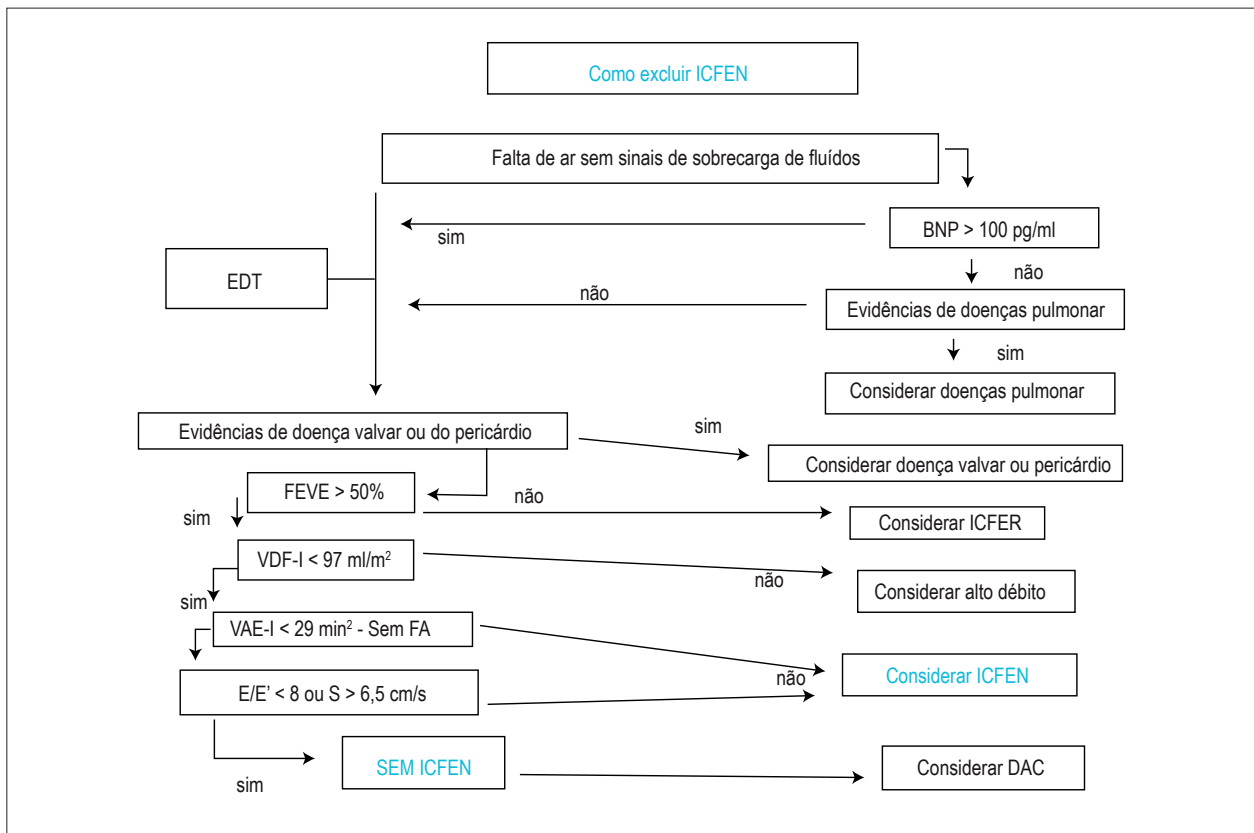 Como excluir ICFEN
Falta de ar sem sinais de sobrecarga de fluídos
BNP > 100 pg/ml
sim
não
EDT
não
Evidências de doenças pulmonar
sim
Considerar doenças pulmonar
Evidências de doença valvar ou do pericárdio
sim
Considerar doença valvar ou pericárdio
FEVE > 50%
não
Considerar ICFER
sim
VDF-I < 97 ml/m²
não
Considerar alto débito
sim
VAE-I < 29 min² - Sem FA
não
Considerar ICFEN
E/E' < 8 ou S > 6,5 cm/s
sim
SEM ICFEN
Considerar DAC